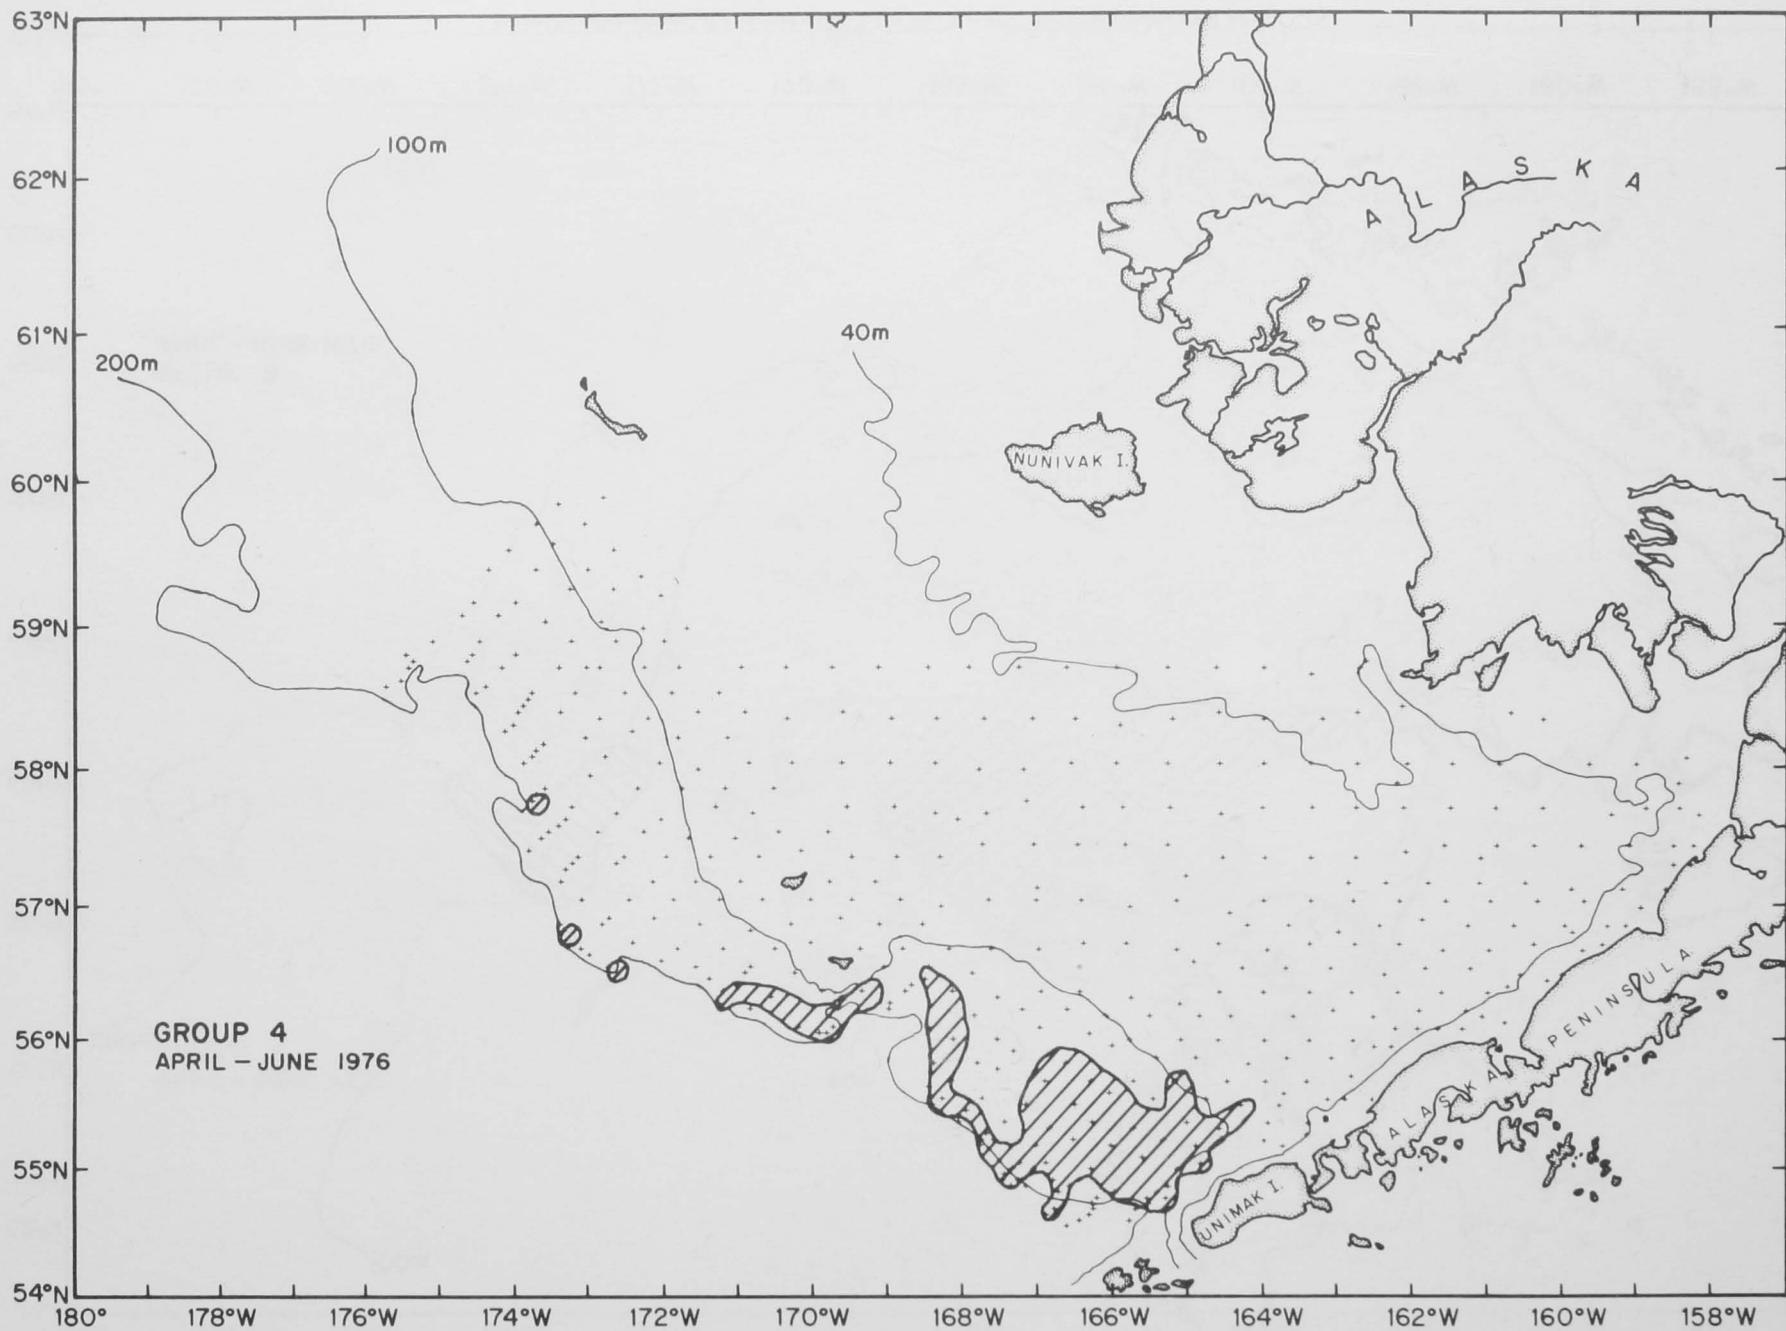 63°N
100m
62°N
A L A S K A
61°N
40m
200m
NUNIVAK I.
60°N
59°N
58°N
57°N
56°N
GROUP 4
APRIL – JUNE 1976
ALASKA PENINSULA
55°N
UNIMAK I.
54°N
180° 178°W 176°W 174°W 172°W 170°W 168°W 166°W 164°W 162°W 160°W 158°W